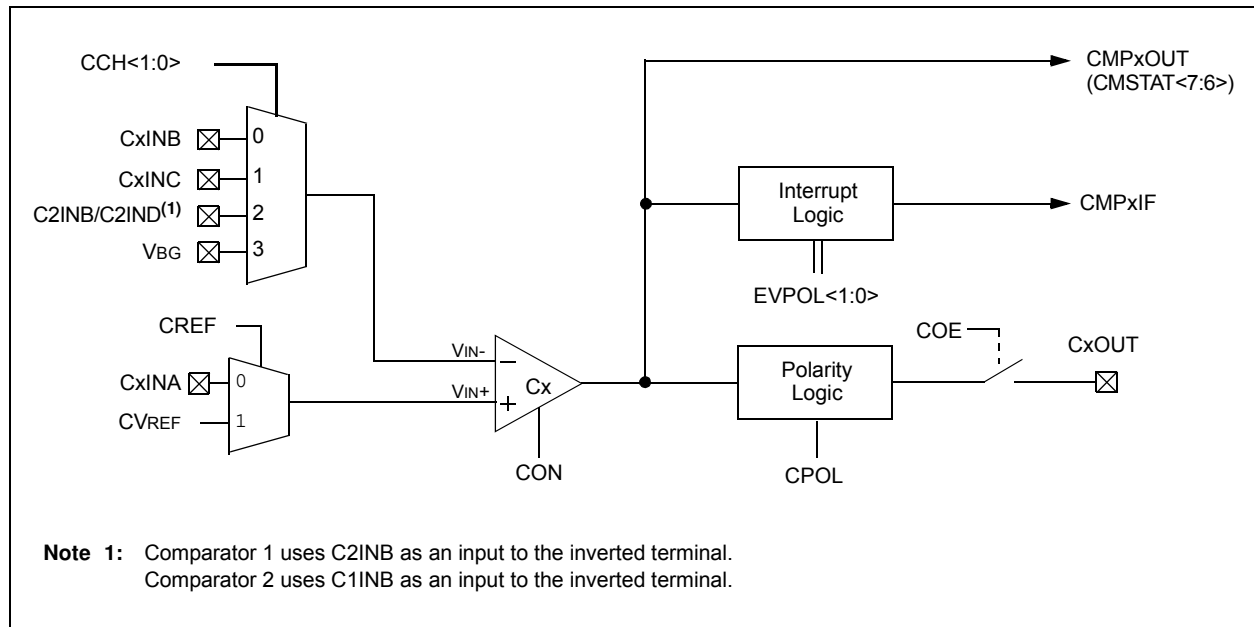 CCH<1:0>
CxINB
0
CxINC
1
C2INB/C2IND(1)
2
VBG
3
CREF
CxINA
0
CVREF
1
VIN-
VIN+
–
+
Cx
CON
CMPxOUT
(CMSTAT<7:6>)
Interrupt
Logic
CMPxIF
EVPOL<1:0>
COE
CxOUT
Polarity
Logic
CPOL
Note 1: Comparator 1 uses C2INB as an input to the inverted terminal.
Comparator 2 uses C1INB as an input to the inverted terminal.